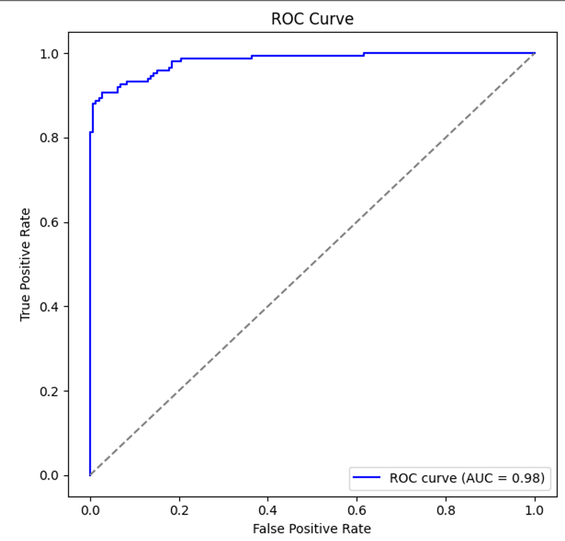 ROC Curve
1.0
0.8
0.6
0.4
0.2
0.0
True Positive Rate
ROC curve (AUC = 0.98)
0.0 0.2 0.4 0.6 0.8 1.0
False Positive Rate